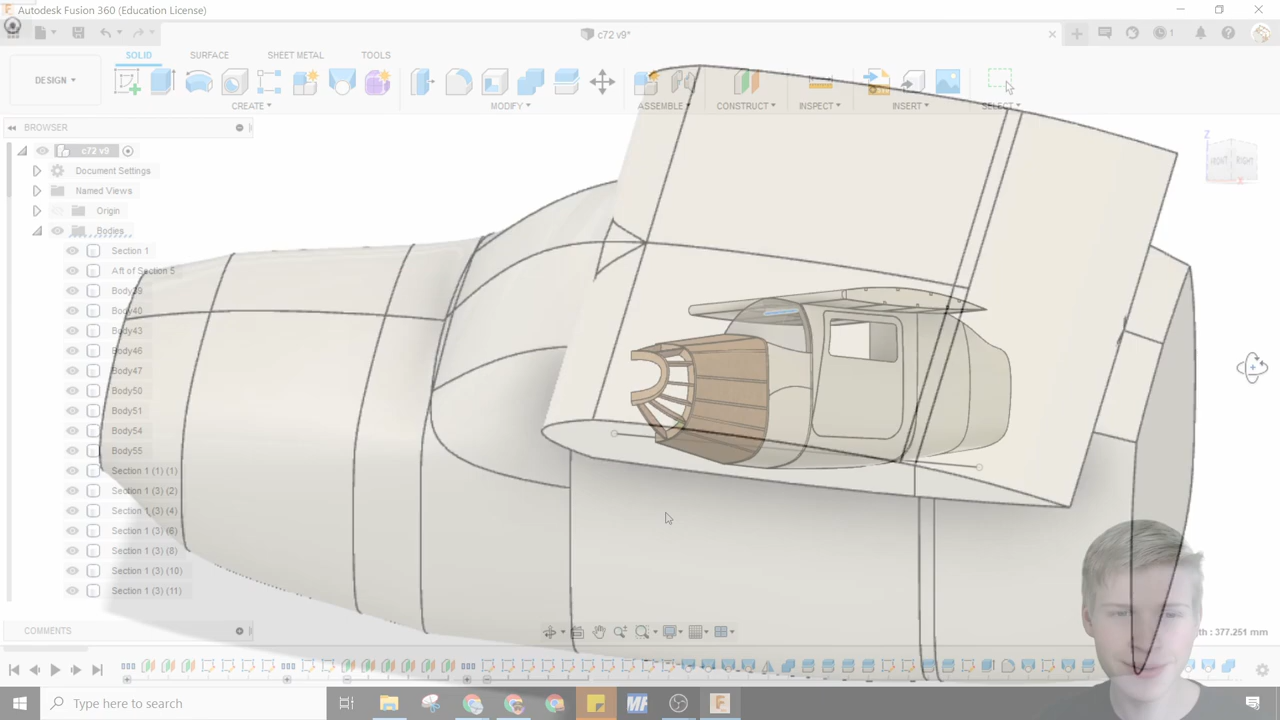 Autodesk Fusion 360 (Education License)
c72 v9*
1
DESIGN
SOLID
SURFACE
SHEET METAL
TOOLS
CREATE
MODIFY
ASSEMBLE
CONSTRUCT
INSPECT
INSERT
SELECT
BROWSER
Z
FRONT
RIGHT
X
c72 v9
Document Settings
Named Views
Origin
Bodies
Section 1
Aft of Section 5
Body39
Body40
Body43
Body46
Body47
Body50
Body51
Body54
Body55
Section 1 (1) (1)
Section 1 (3) (2)
Section 1 (3) (4)
Section 1 (3) (6)
Section 1 (3) (8)
Section 1 (3) (10)
Section 1 (3) (11)
COMMENTS
th : 377.251 mm
Type here to search